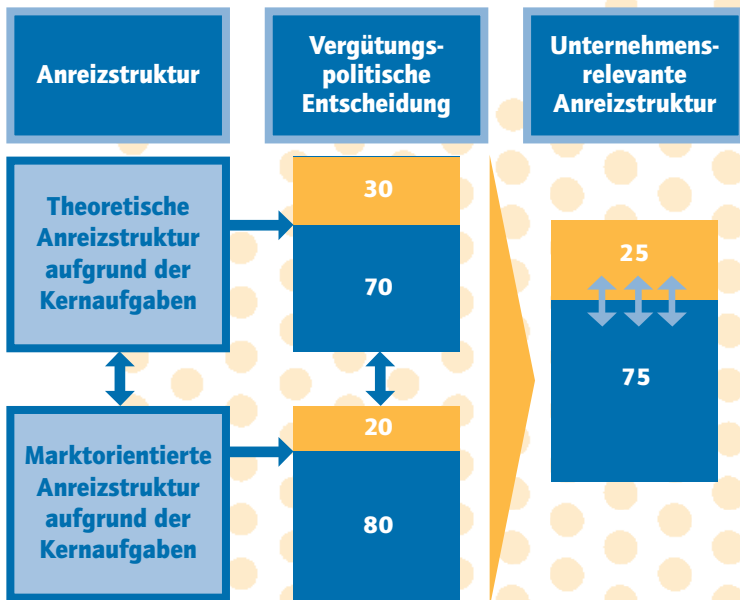 Anreizstruktur
Vergütungs-
politische
Entscheidung
Unternehmens-
relevante
Anreizstruktur
Theoretische
Anreizstruktur
aufgrund der
Kernaufgaben
30
70
25
75
Marktorientierte
Anreizstruktur
aufgrund der
Kernaufgaben
20
80